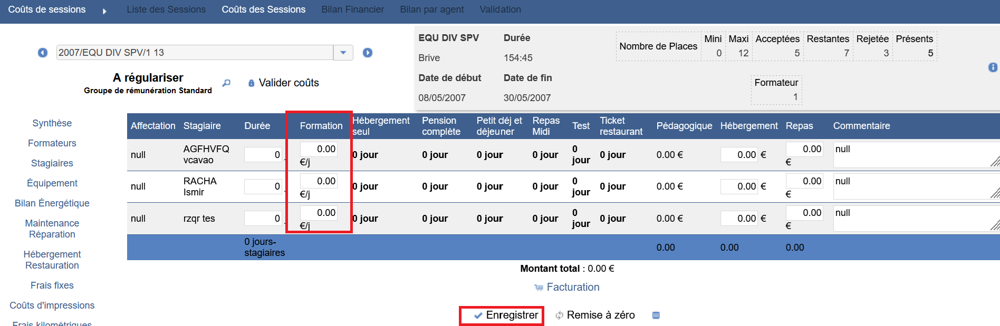 Coûts de sessions Liste des Sessions Coûts des Sessions Bilan Financier Bilan par agent Validation
2007/EQU DIV SPV/1 13
A régulariser
Groupe de rémunération Standard
Valider coûts
EQU DIV SPV Durée
Brive 154:45
Date de début Date de fin
08/05/2007 30/05/2007
Nombre de Places Mini Maxi Acceptées Restantes Rejetée Présents
0 12 5 7 3 5
Formateur
1
Synthèse
Formateurs
Stagiaires
Équipement
Bilan Énergétique
Maintenance
Réparation
Hébergement
Restauration
Frais fixes
Coûts d'impressions
Frais kilométriques
Affectation Stagiaire Durée Formation Hébergement seul Pension complète Petit déj et déjeuner Repas Midi Test Ticket restaurant Pédagogique Hébergement Repas Commentaire
null AGFHVFQ vcavao 0 0.00 €/j 0 jour 0 jour 0 jour 0 jour 0 jour 0 jour 0.00 € 0.00 € 0.00 € null
null RACHA Ismir 0 0.00 €/j 0 jour 0 jour 0 jour 0 jour 0 jour 0 jour 0.00 € 0.00 € 0.00 € null
null rzqr tes 0 0.00 €/j 0 jour 0 jour 0 jour 0 jour 0 jour 0 jour 0.00 € 0.00 € 0.00 € null
0 jours-stagiaires 0.00 0.00 0.00
Montant total : 0.00 €
Facturation
Enregistrer Remise à zéro